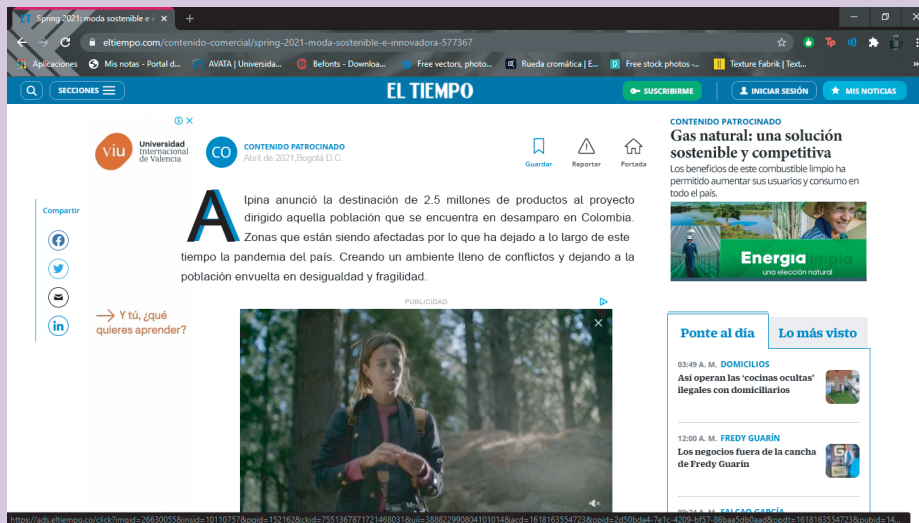 Spring 2021: moda sostenible e i
eltiempo.com/contenido-comercial/spring-2021-moda-sostenible-e-innovadora-577367
Aplicaciones
Mis notas - Portal d...
AVATA | Universida...
Befonts - Downloa...
Free vectors, photo...
Rueda cromática | E...
Free stock photos -...
Texture Fabrik | Text...
SECCIONES
EL TIEMPO
SUSCRIBIRME
INICIAR SESIÓN
MIS NOTICIAS
viu
Universidad
Internacional
de Valencia
CO
CONTENIDO PATROCINADO
Abril de 2021,Bogotá D.C.
Guardar
Reportar
Portada
Compartir
Alpina anunció la destinación de 2.5 millones de productos al proyecto
dirigido aquella población que se encuentra en desamparo en Colombia.
Zonas que están siendo afectadas por lo que ha dejado a lo largo de este
tiempo la pandemia del país. Creando un ambiente lleno de conflictos y dejando a la
población envuelta en desigualdad y fragilidad.
PUBLICIDAD
Y tú, ¿qué
quieres aprender?
CONTENIDO PATROCINADO
Gas natural: una solución
sostenible y competitiva
Los beneficios de este combustible limpio ha
permitido aumentar sus usuarios y consumo en
todo el país.
Energía limpia
una elección natural
Ponte al día
Lo más visto
03:49 A. M. DOMICILIOS
Así operan las ‘cocinas ocultas’
ilegales con domiciliarios
12:00 A. M. FREDY GUARÍN
Los negocios fuera de la cancha
de Fredy Guarín
FALCAO GARCÍA